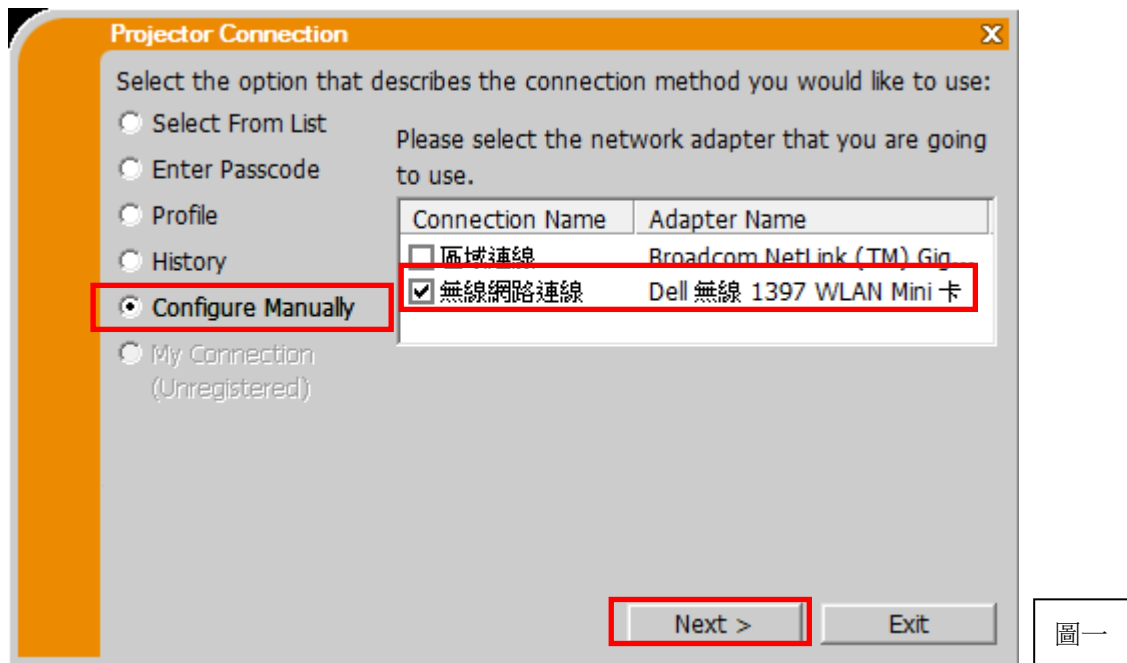 Projector Connection
Select the option that describes the connection method you would like to use:
Select From List
Enter Passcode
Profile
History
Configure Manually
My Connection
(Unregistered)
Please select the network adapter that you are going
to use.
Connection Name Adapter Name
區域連線 Broadcom NetLink (TM) Gig...
無線網路連線 Dell 無線 1397 WLAN Mini 卡
Next > Exit
圖一